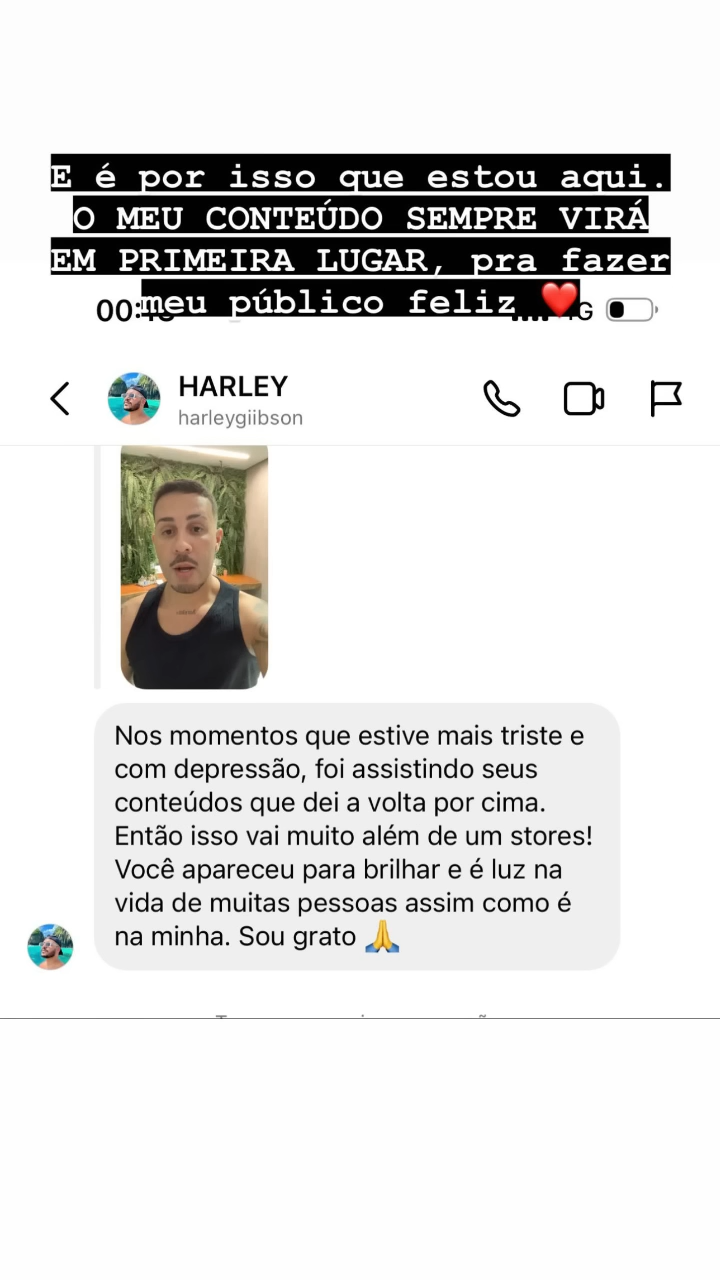 E é por isso que estou aqui.
O MEU CONTEÚDO SEMPRE VIRÁ
EM PRIMEIRA LUGAR, pra fazer
meu público feliz ❤️
00:
G
HARLEY
harleygiibson
Nos momentos que estive mais triste e
com depressão, foi assistindo seus
conteúdos que dei a volta por cima.
Então isso vai muito além de um stores!
Você apareceu para brilhar e é luz na
vida de muitas pessoas assim como é
na minha. Sou grato 🙏